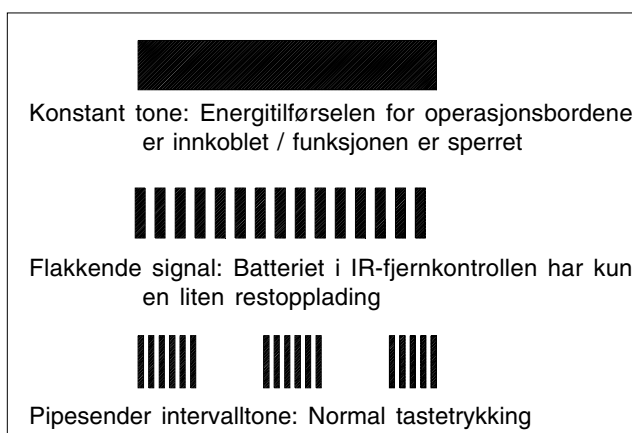 Konstant tone: Energitilførselen for operasjonsbordene
er innkoblet / funksjonen er sperret
Flakkende signal: Batteriet i IR-fjernkontrollen har kun
en liten restopplading
Pipesender intervalltone: Normal tastetrykking